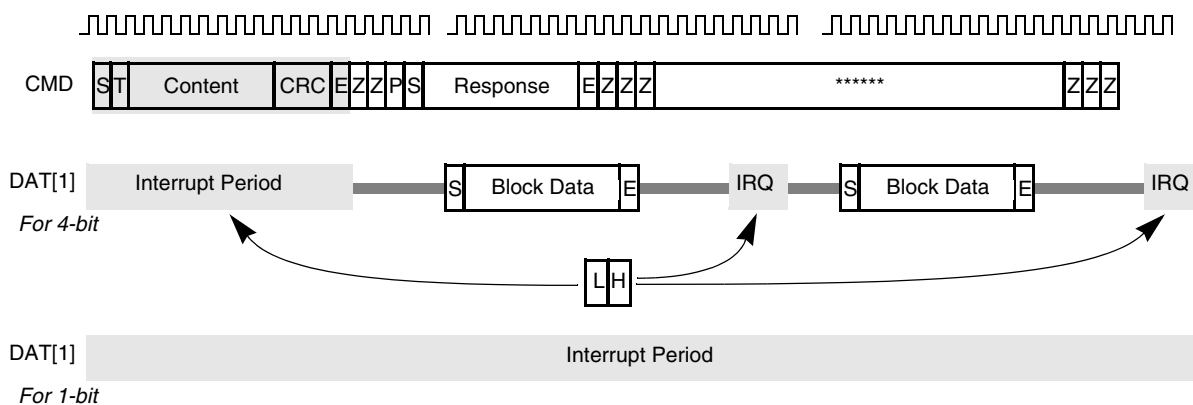 CMD S T Content CRC E Z Z P S Response E Z Z Z ****** Z Z Z
DAT[1] Interrupt Period S Block Data E IRQ S Block Data E IRQ
For 4-bit
L H
DAT[1] Interrupt Period
For 1-bit